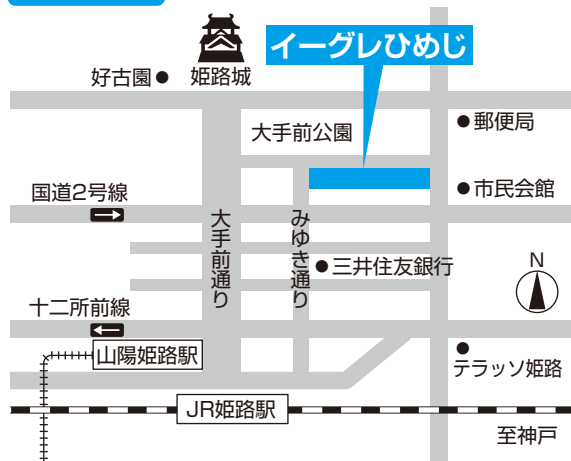 イーグレひめじ
好古園
姫路城
大手前公園
郵便局
市民会館
国道2号線
大手前通り
みゆき通り
三井住友銀行
N
十二所前線
山陽姫路駅
テラッソ姫路
JR姫路駅
至神戸